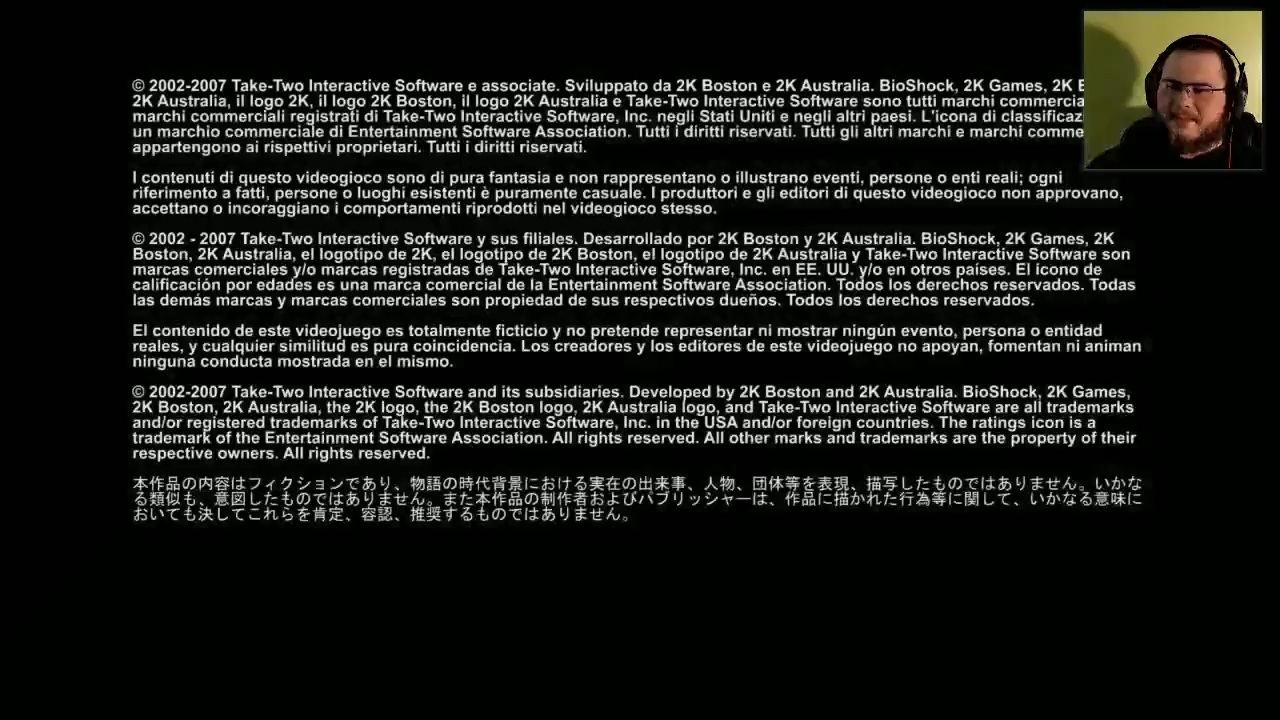 © 2002-2007 Take-Two Interactive Software e associate. Sviluppato da 2K Boston e 2K Australia. BioShock, 2K Games, 2K
2K Australia, il logo 2K, il logo 2K Boston, il logo 2K Australia e Take-Two Interactive Software sono tutti marchi
marchi commerciali registrati di Take-Two Interactive Software, Inc. negli Stati Uniti e negli altri paesi. L'icona di
un marchio commerciale di Entertainment Software Association. Tutti i diritti riservati. Tutti gli altri marchi e marchi
appartengono ai rispettivi proprietari. Tutti i diritti riservati.
I contenuti di questo videogioco sono di pura fantasia e non rappresentano o illustrano eventi, persone o enti reali; ogni
riferimento a fatti, persone o luoghi esistenti è puramente casuale. I produttori e gli editori di questo videogioco non approvano,
accettano o incoraggiano i comportamenti riprodotti nel videogioco stesso.
© 2002 - 2007 Take-Two Interactive Software y sus filiales. Desarrollado por 2K Boston y 2K Australia. BioShock, 2K Games, 2K
Boston, 2K Australia, el logotipo de 2K, el logotipo de 2K Boston, el logotipo de 2K Australia y Take-Two Interactive Software son
marcas comerciales y/o marcas registradas de Take-Two Interactive Software, Inc. en EE. UU. y/o en otros países. El icono de
calificación por edades es una marca comercial de la Entertainment Software Association. Todos los derechos reservados. Todas
las demás marcas y marcas comerciales son propiedad de sus respectivos dueños. Todos los derechos reservados.
El contenido de este videojuego es totalmente ficticio y no pretende representar ni mostrar ningún evento, persona o entidad
reales, y cualquier similitud es pura coincidencia. Los creadores y los editores de este videojuego no apoyan, fomentan ni animan
ninguna conducta mostrada en el mismo.
© 2002-2007 Take-Two Interactive Software and its subsidiaries. Developed by 2K Boston and 2K Australia. BioShock, 2K Games,
2K Boston, 2K Australia, the 2K logo, the 2K Boston logo, 2K Australia logo, and Take-Two Interactive Software are all trademarks
and/or registered trademarks of Take-Two Interactive Software, Inc. in the USA and/or foreign countries. The ratings icon is a
trademark of the Entertainment Software Association. All rights reserved. All other marks and trademarks are the property of their
respective owners. All rights reserved.
本作品の内容はフィクションであり、物語の時代背景における実在の出来事、人物、団体等を表現、描写したものではありません。いかな
る類似も、意図したものではありません。また本作品の制作者およびパブリッシャーは、作品に描かれた行為等に関して、いかなる意味に
おいても決してこれらを肯定、容認、推奨するものではありません。